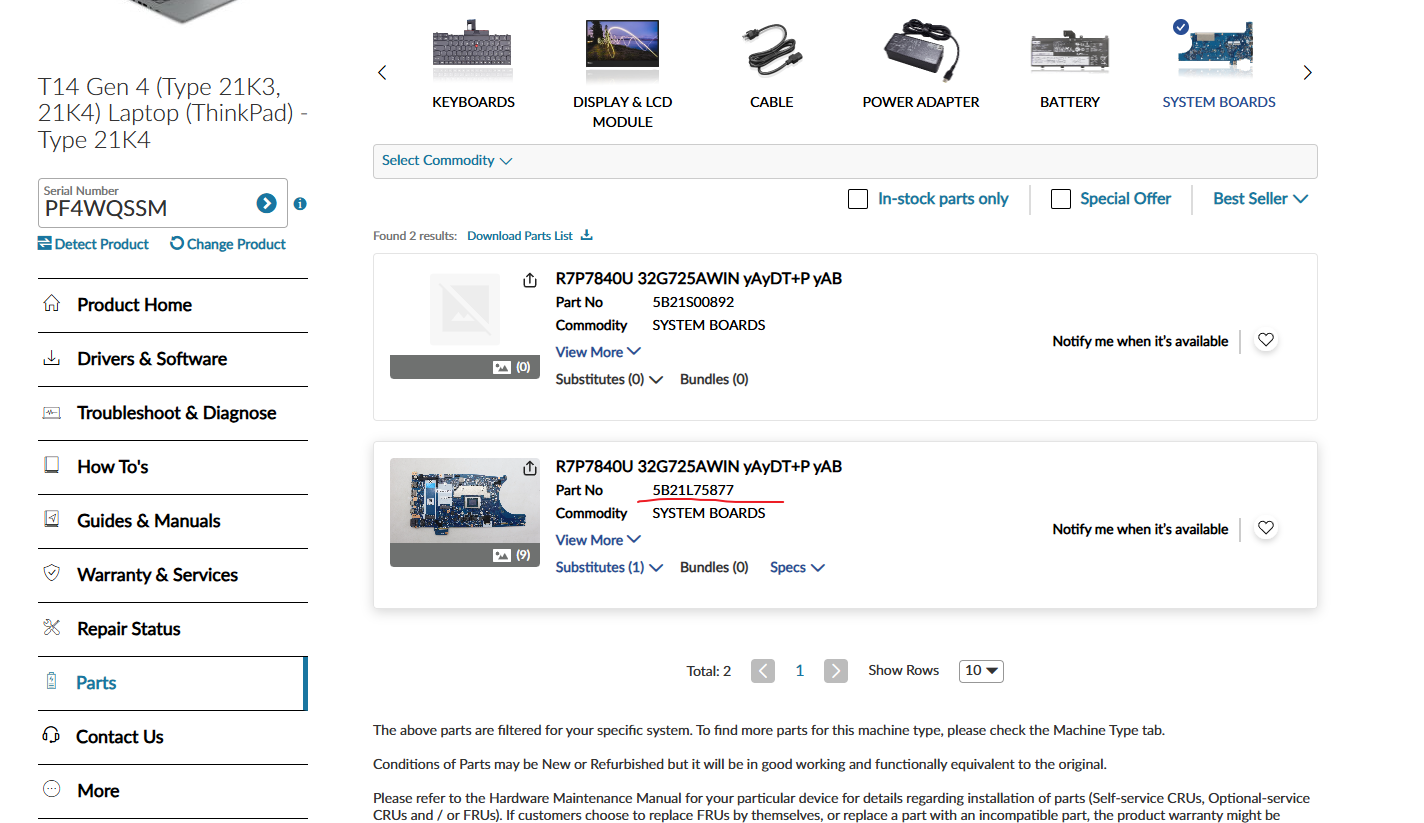 T14 Gen 4 (Type 21K3,
21K4) Laptop (ThinkPad) -
Type 21K4
Serial Number
PF4WQSSM
Detect Product
Change Product
Product Home
Drivers & Software
Troubleshoot & Diagnose
How To's
Guides & Manuals
Warranty & Services
Repair Status
Parts
Contact Us
More
KEYBOARDS
DISPLAY & LCD
MODULE
CABLE
POWER ADAPTER
BATTERY
SYSTEM BOARDS
Select Commodity
In-stock parts only
Special Offer
Best Seller
Found 2 results:
Download Parts List
R7P7840U 32G725AWIN yAyDT+P yAB
Part No 5B21S00892
Commodity SYSTEM BOARDS
View More
Substitutes (0) Bundles (0)
(0)
Notify me when it's available
R7P7840U 32G725AWIN yAyDT+P yAB
Part No 5B21L75877
Commodity SYSTEM BOARDS
View More
Substitutes (1) Bundles (0) Specs
(9)
Notify me when it's available
Total: 2 1 Show Rows 10
The above parts are filtered for your specific system. To find more parts for this machine type, please check the Machine Type tab.
Conditions of Parts may be New or Refurbished but it will be in good working and functionally equivalent to the original.
Please refer to the Hardware Maintenance Manual for your particular device for details regarding installation of parts (Self-service CRUs, Optional-service
CRUs and / or FRUs). If customers choose to replace FRUs by themselves, or replace a part with an incompatible part, the product warranty might be